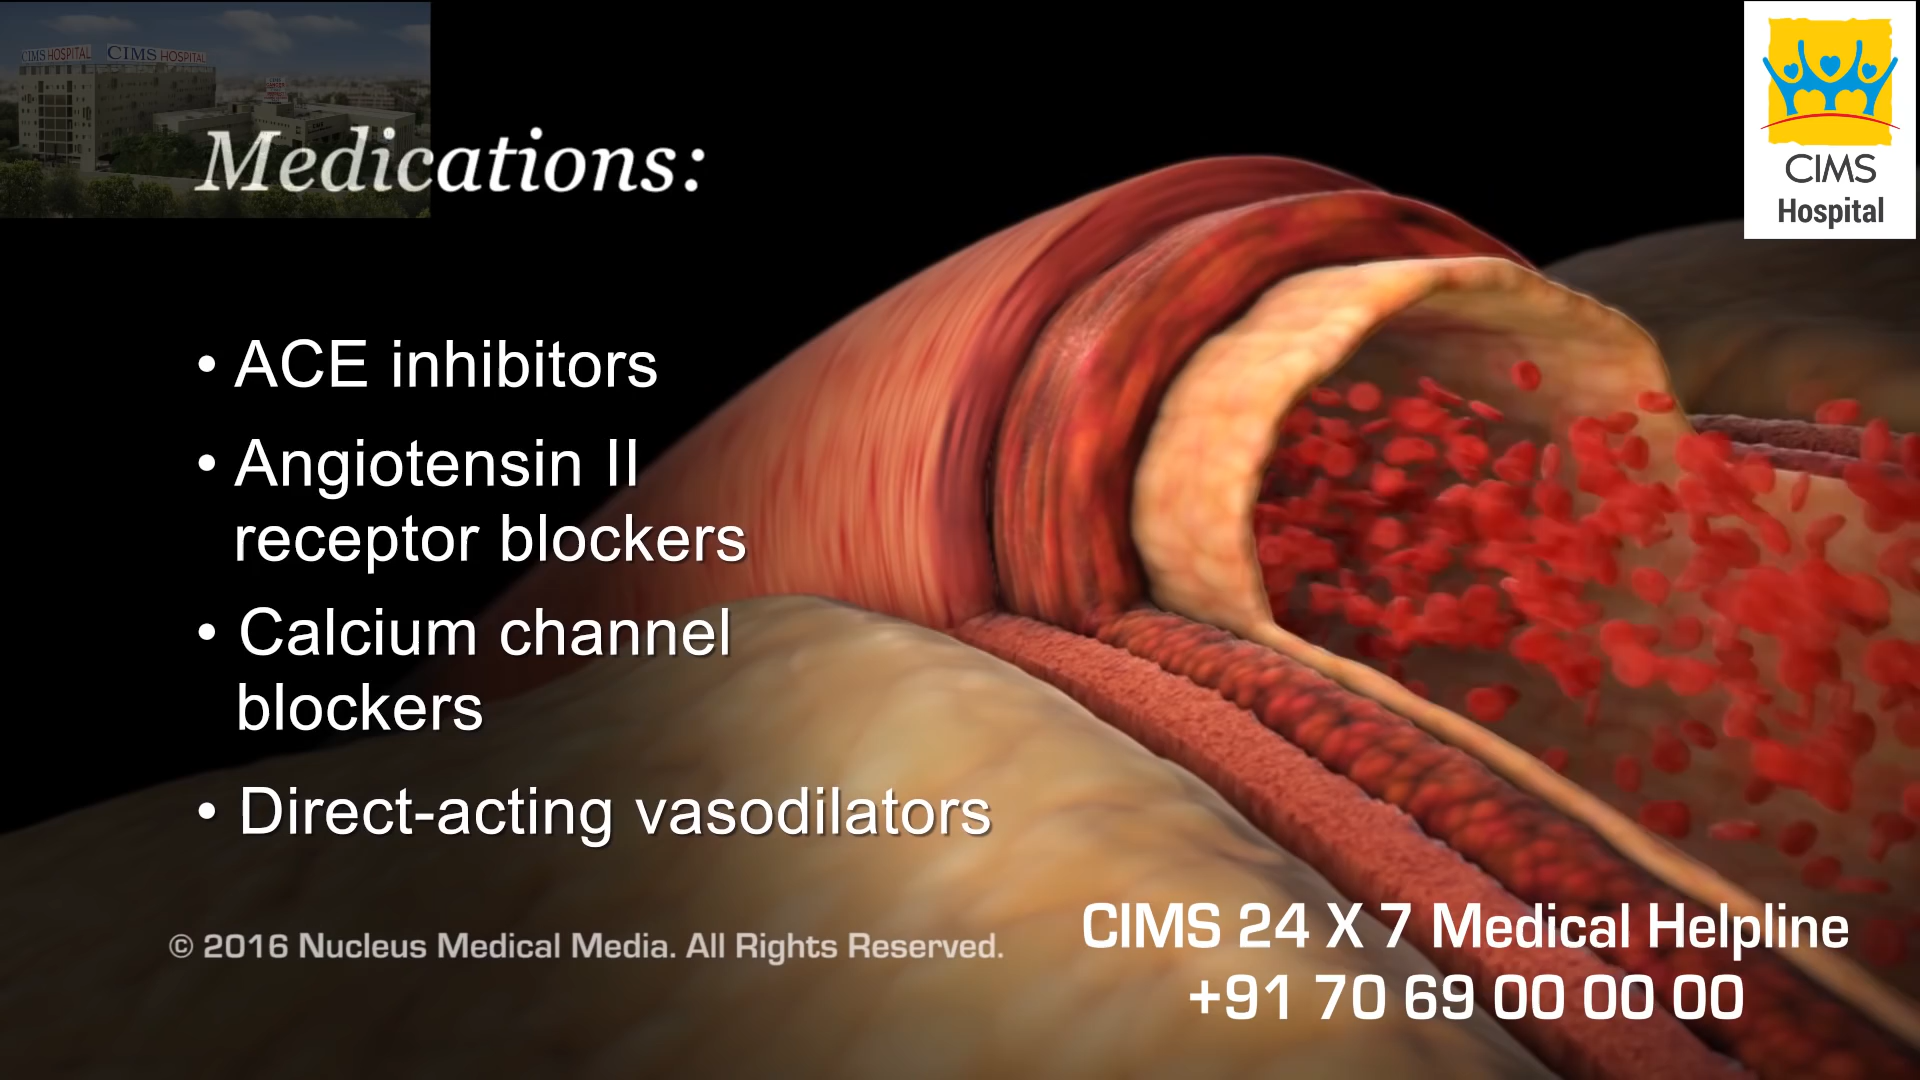 CIMS HOSPITAL CIMS HOSPITAL
Medications:
CIMS
Hospital
• ACE inhibitors
• Angiotensin II
receptor blockers
• Calcium channel
blockers
• Direct-acting vasodilators
© 2016 Nucleus Medical Media. All Rights Reserved.
CIMS 24 X 7 Medical Helpline
+91 70 69 00 00 00